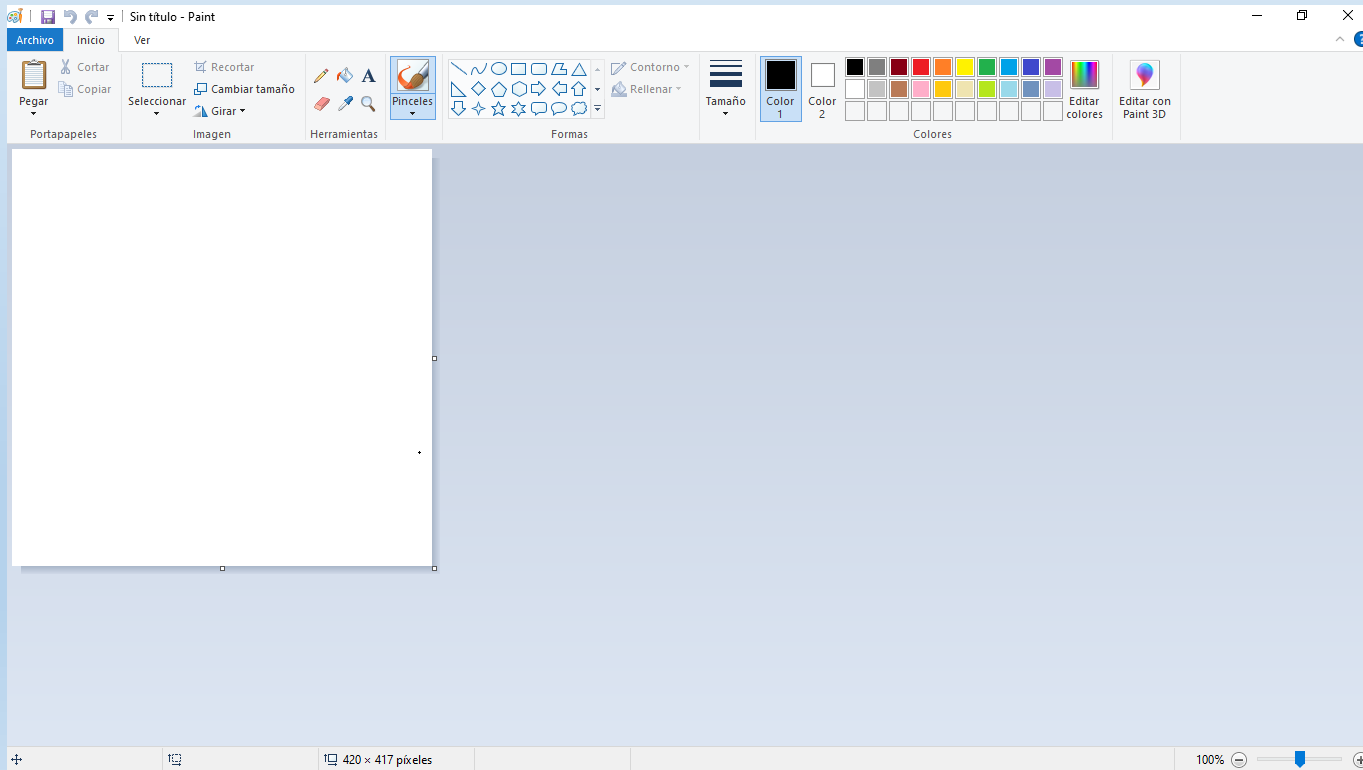 Sin título - Paint
Archivo Inicio Ver
Pegar
Cortar
Copiar
Portapapeles
Seleccionar
Recortar
Cambiar tamaño
Girar
Imagen
A
Herramientas
Pinceles
Formas
Contorno
Rellenar
Tamaño
Color
1
Color
2
Editar
colores
Colores
Editar con
Paint 3D
420 × 417 píxeles
100%